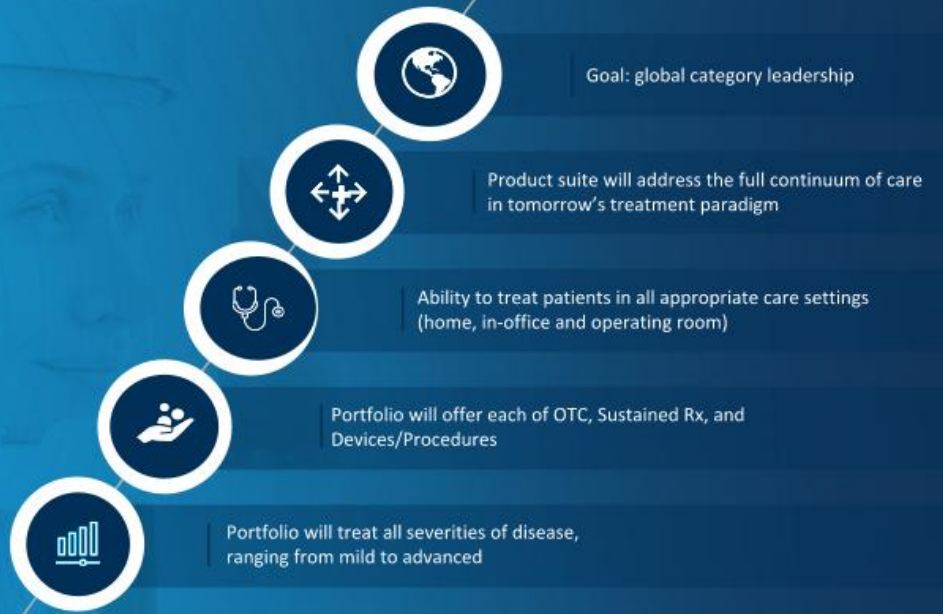 Goal: global category leadership
Product suite will address the full continuum of care
in tomorrow's treatment paradigm
Ability to treat patients in all appropriate care settings
(home, in-office and operating room)
Portfolio will offer each of OTC, Sustained Rx, and
Devices/Procedures
Portfolio will treat all severities of disease,
ranging from mild to advanced